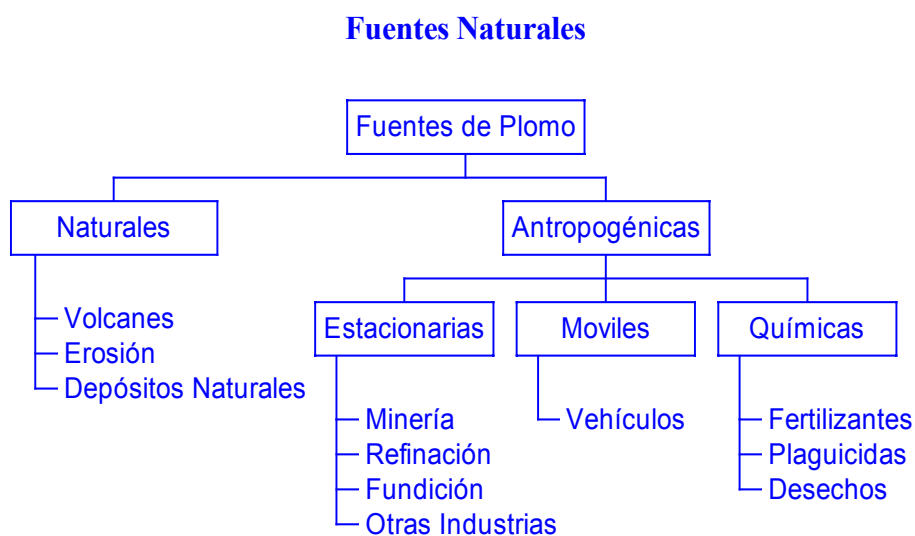 Fuentes Naturales
Fuentes de Plomo
Naturales
Antropogénicas
Volcanes
Erosión
Depósitos Naturales
Estacionarias
Moviles
Químicas
Minería
Refinación
Fundición
Otras Industrias
Vehículos
Fertilizantes
Plaguicidas
Desechos